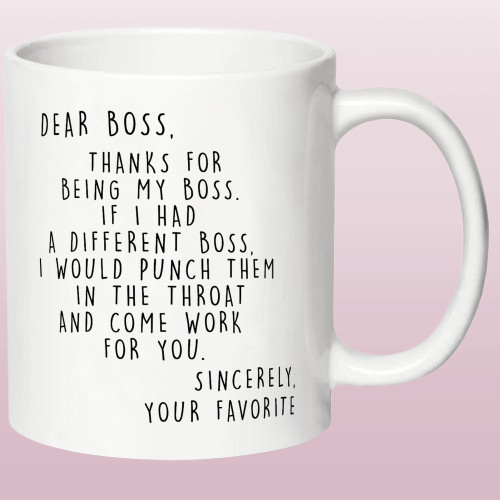 DEAR BOSS,
THANKS FOR
BEING MY BOSS.
IF I HAD
A DIFFERENT BOSS,
I WOULD PUNCH THEM
IN THE THROAT
AND COME WORK
FOR YOU.
SINCERELY,
YOUR FAVORITE